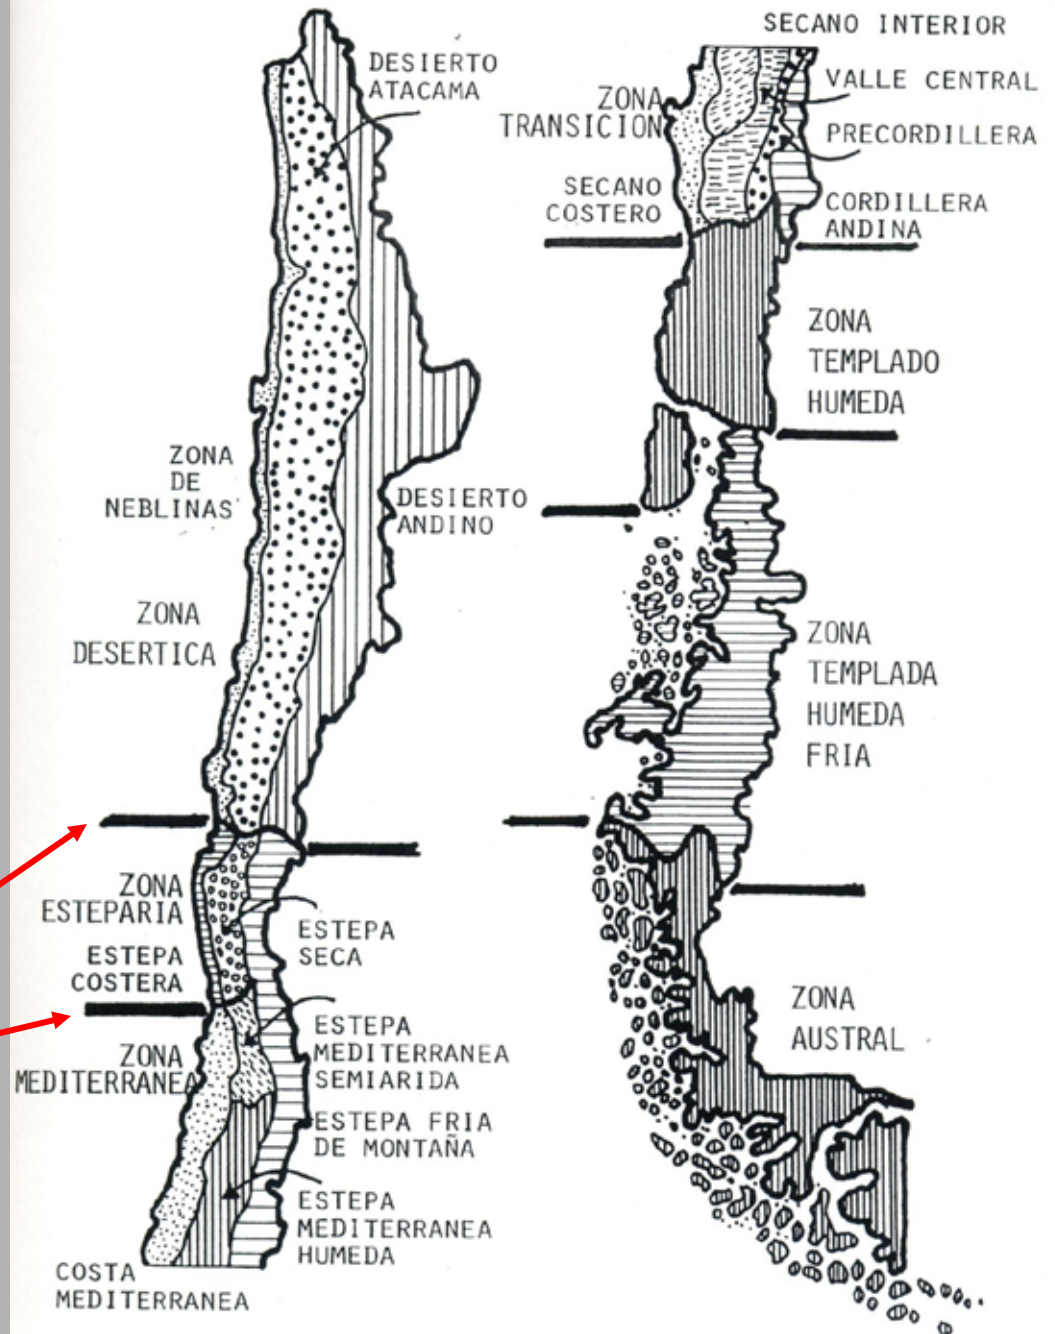 DESIERTO
ATACAMA
ZONA
DE
NEBLINAS
DESIERTO
ANDINO
ZONA
DESERTICA
ZONA
ESTEPARIA
ESTEPA
SECA
ESTEPA
COSTERA
ESTEPA
MEDITERRANEA
SEMIARIDA
ZONA
MEDITERRANEA
ESTEPA FRIA
DE MONTAÑA
ESTEPA
MEDITERRANEA
HUMEDA
COSTA
MEDITERRANEA
SECANO INTERIOR
VALLE CENTRAL
ZONA
TRANSICION
PRECORDILLERA
SECANO
COSTERO
CORDILLERA
ANDINA
ZONA
TEMPLADO
HUMEDA
ZONA
TEMPLADA
HUMEDA
FRIA
ZONA
AUSTRAL